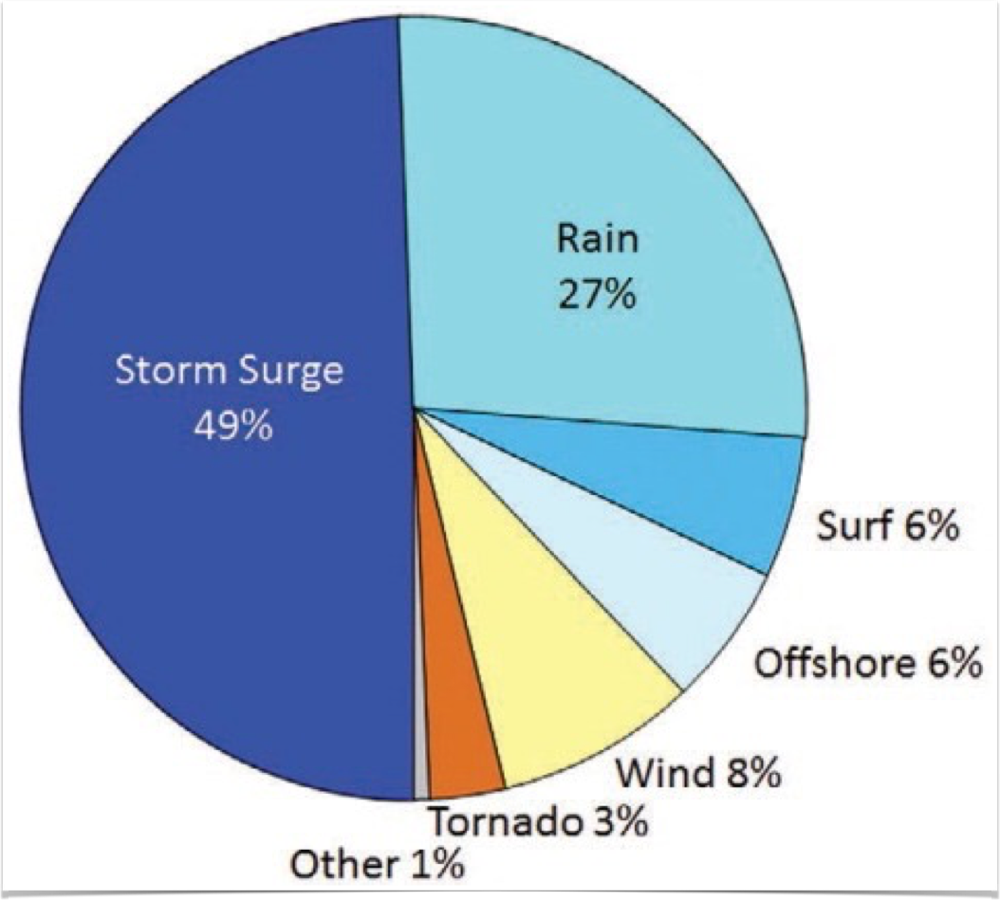 Rain
27%
Storm Surge
49%
Surf 6%
Offshore 6%
Wind 8%
Tornado 3%
Other 1%